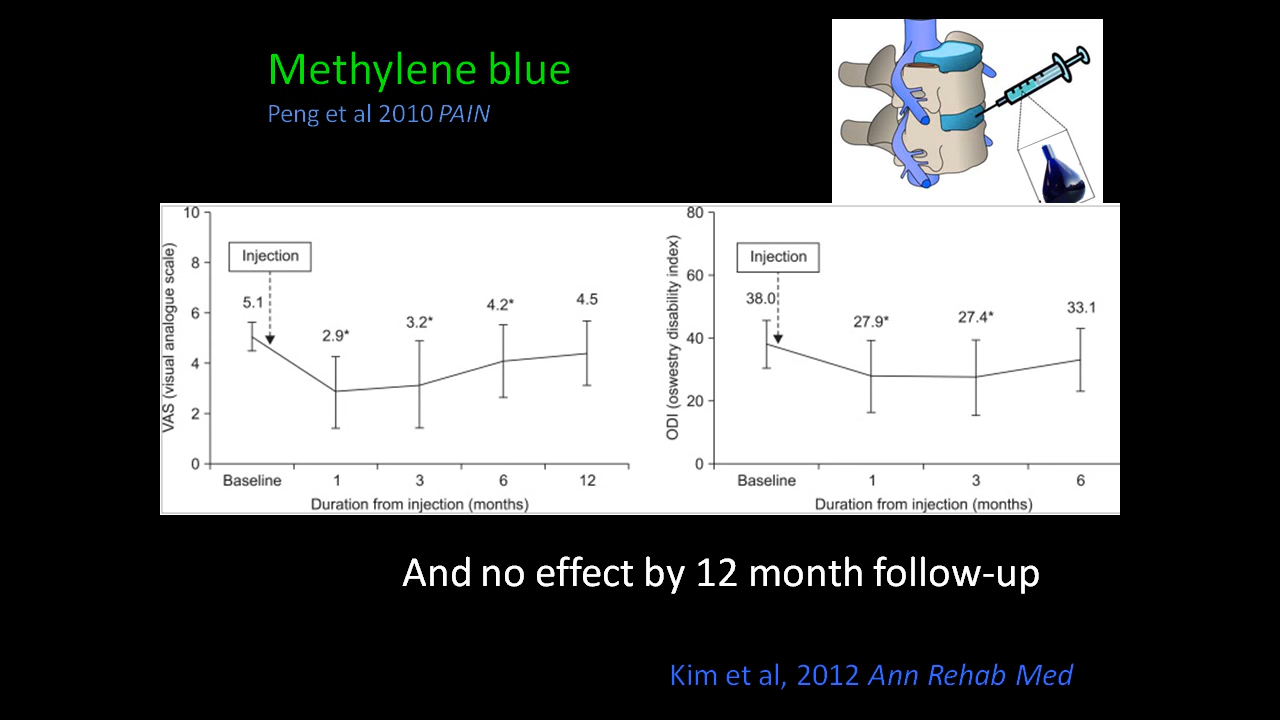 Methylene blue
Peng et al 2010 PAIN
10
8
6
4
2
0
VAS (visual analogue scale)
Injection
5.1
2.9*
3.2*
4.2*
4.5
Baseline
1
3
6
12
Duration from injection (months)
80
60
40
20
0
ODI (oswestry disability index)
Injection
38.0
27.9*
27.4*
33.1
Baseline
1
3
6
Duration from injection (months)
And no effect by 12 month follow-up
Kim et al, 2012 Ann Rehab Med